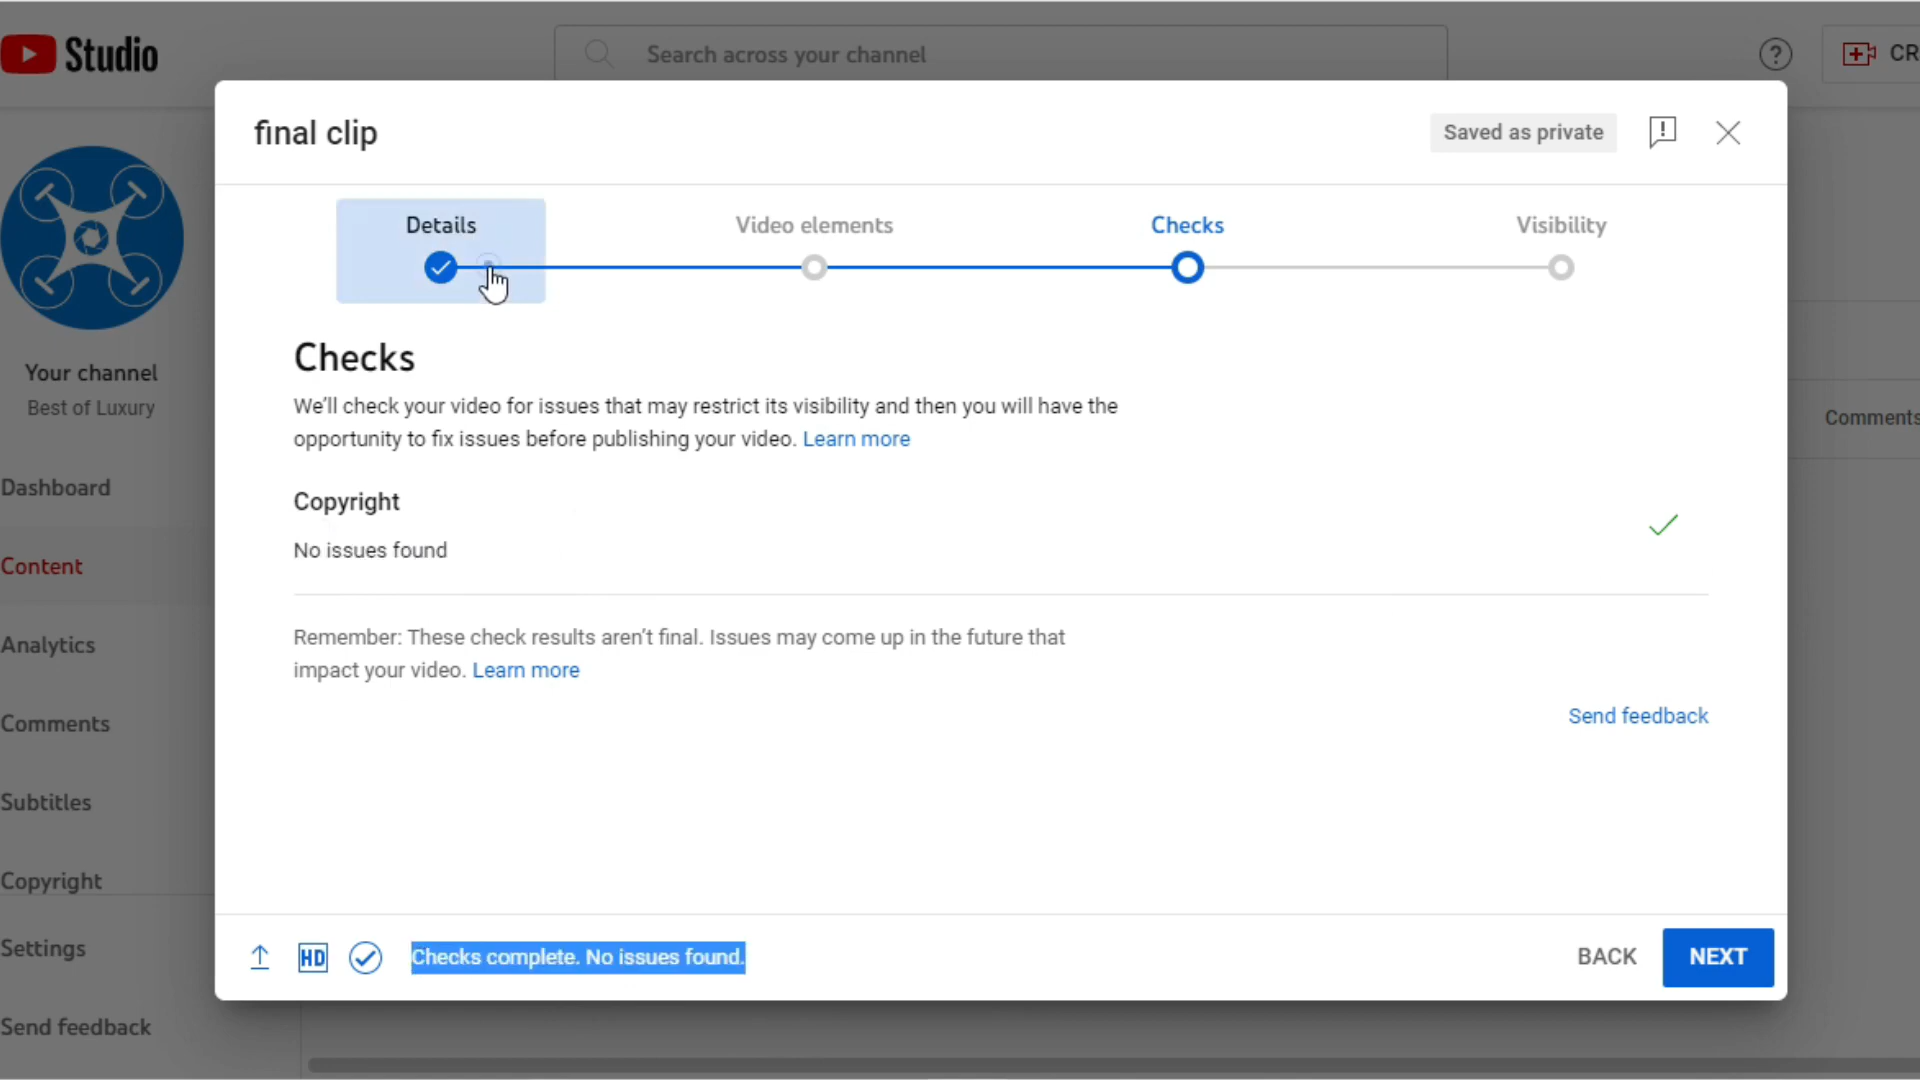 Studio
Search across your channel
CR
final clip
Saved as private
Details
Video elements
Checks
Visibility
Checks
We'll check your video for issues that may restrict its visibility and then you will have the
opportunity to fix issues before publishing your video. Learn more
Copyright
No issues found
Remember: These check results aren't final. Issues may come up in the future that
impact your video. Learn more
Send feedback
HD
Checks complete. No issues found.
BACK
NEXT
Your channel
Best of Luxury
Dashboard
Content
Analytics
Comments
Subtitles
Copyright
Settings
Send feedback
Comments